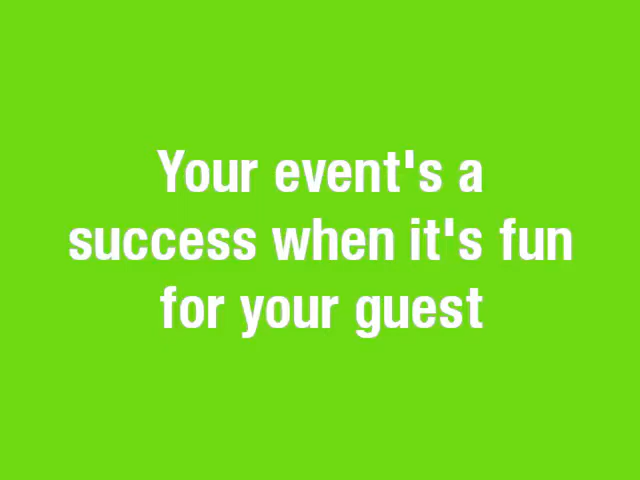 Your event's a
success when it's fun
for your guest